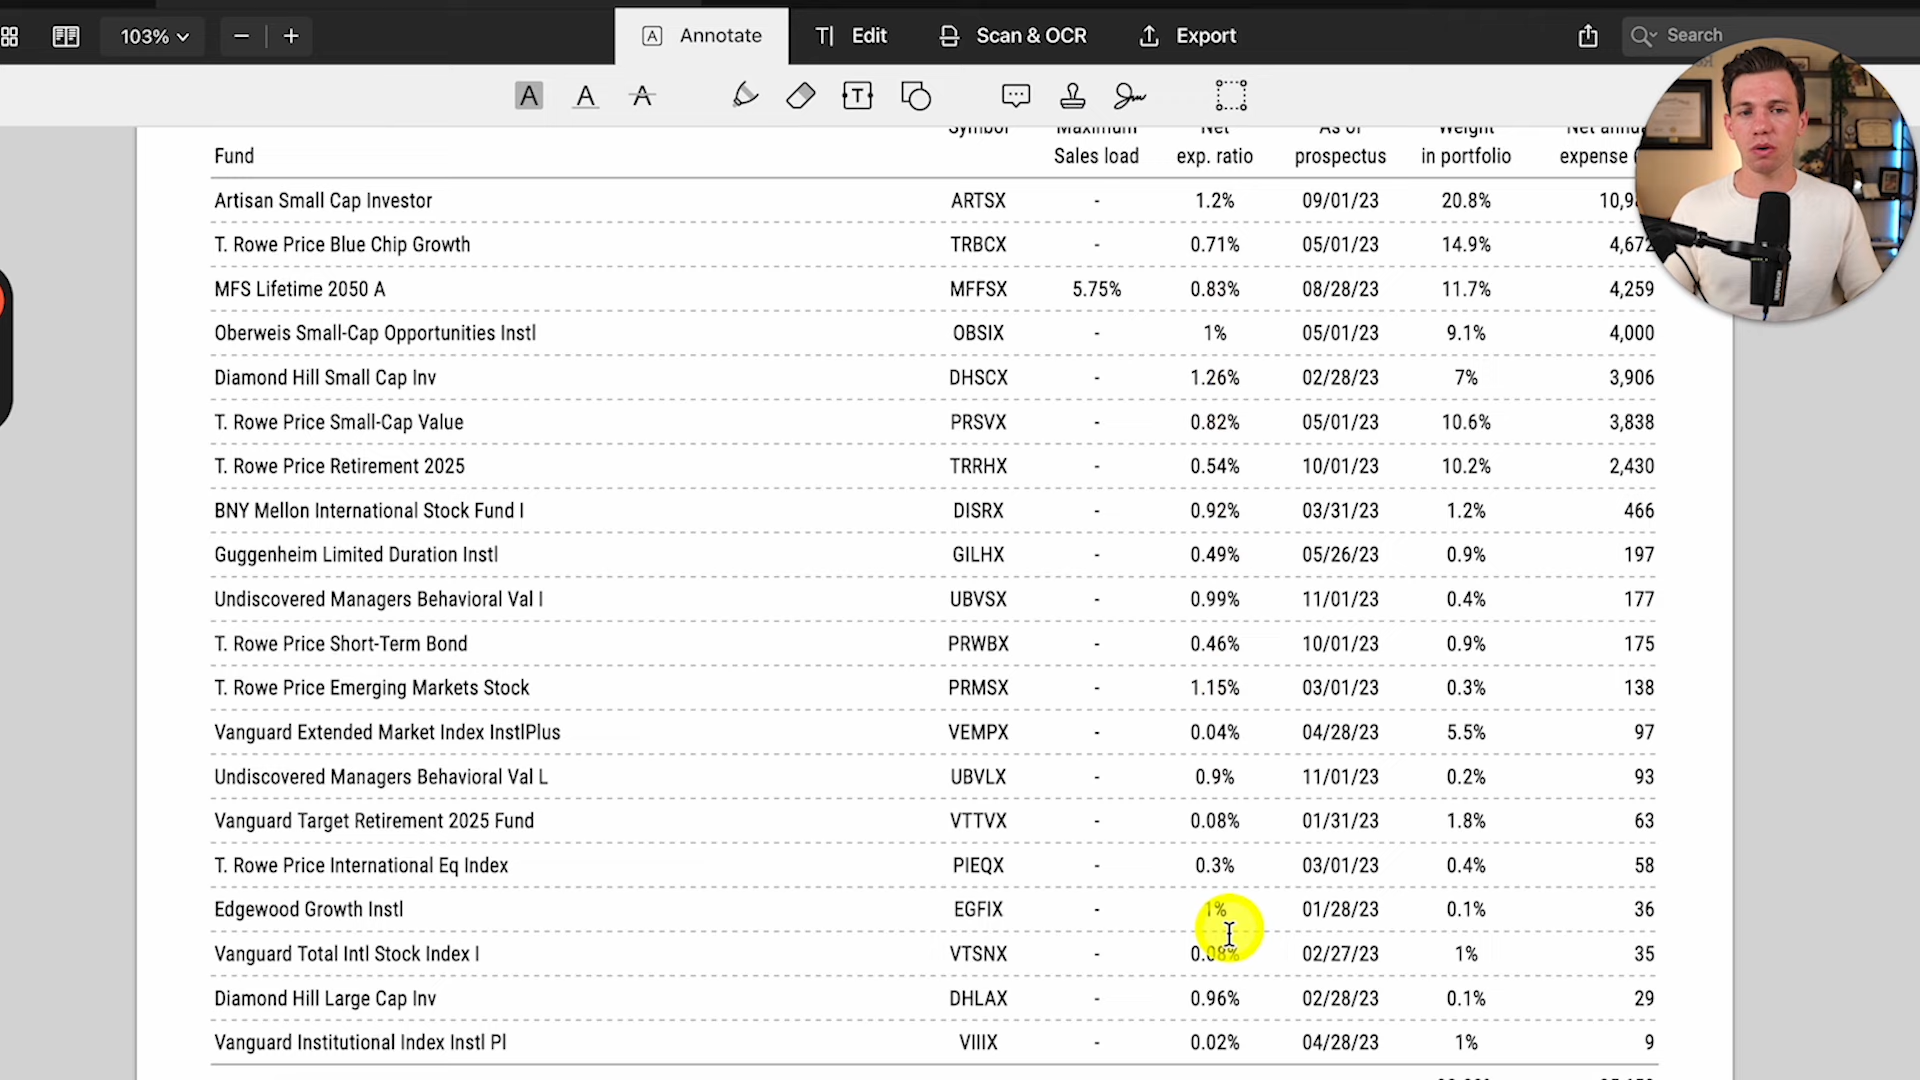 103% Annotate Edit Scan & OCR Export Search
Symbol Maximum Net As of Weight
Fund Sales load exp. ratio prospectus in portfolio expense
Artisan Small Cap Investor ARTSX - 1.2% 09/01/23 20.8%
T. Rowe Price Blue Chip Growth TRBCX - 0.71% 05/01/23 14.9% 4,672
MFS Lifetime 2050 A MFFSX 5.75% 0.83% 08/28/23 11.7% 4,259
Oberweis Small-Cap Opportunities Instl OBSIX - 1% 05/01/23 9.1% 4,000
Diamond Hill Small Cap Inv DHSCX - 1.26% 02/28/23 7% 3,906
T. Rowe Price Small-Cap Value PRSVX - 0.82% 05/01/23 10.6% 3,838
T. Rowe Price Retirement 2025 TRRHX - 0.54% 10/01/23 10.2% 2,430
BNY Mellon International Stock Fund I DISRX - 0.92% 03/31/23 1.2% 466
Guggenheim Limited Duration Instl GILHX - 0.49% 05/26/23 0.9% 197
Undiscovered Managers Behavioral Val I UBVSX - 0.99% 11/01/23 0.4% 177
T. Rowe Price Short-Term Bond PRWBX - 0.46% 10/01/23 0.9% 175
T. Rowe Price Emerging Markets Stock PRMSX - 1.15% 03/01/23 0.3% 138
Vanguard Extended Market Index InstlPlus VEMPX - 0.04% 04/28/23 5.5% 97
Undiscovered Managers Behavioral Val L UBVLX - 0.9% 11/01/23 0.2% 93
Vanguard Target Retirement 2025 Fund VTTVX - 0.08% 01/31/23 1.8% 63
T. Rowe Price International Eq Index PIEQX - 0.3% 03/01/23 0.4% 58
Edgewood Growth Instl EGFIX - 1% 01/28/23 0.1% 36
Vanguard Total Intl Stock Index I VTSNX - 0.08% 02/27/23 1% 35
Diamond Hill Large Cap Inv DHLAX - 0.96% 02/28/23 0.1% 29
Vanguard Institutional Index Instl Pl VIIIX - 0.02% 04/28/23 1% 9